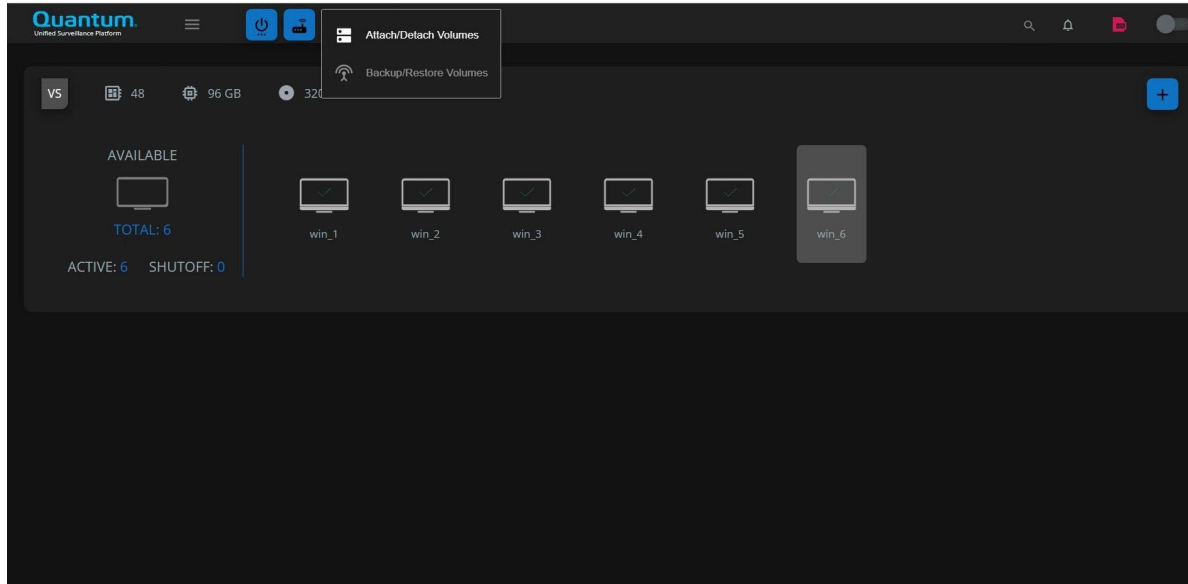 Quantum.
Unified Surveillance Platform
Attach/Detach Volumes
Backup/Restore Volumes
VS 48 96 GB 320
AVAILABLE
TOTAL: 6
ACTIVE: 6 SHUTOFF: 0
win_1 win_2 win_3 win_4 win_5 win_6